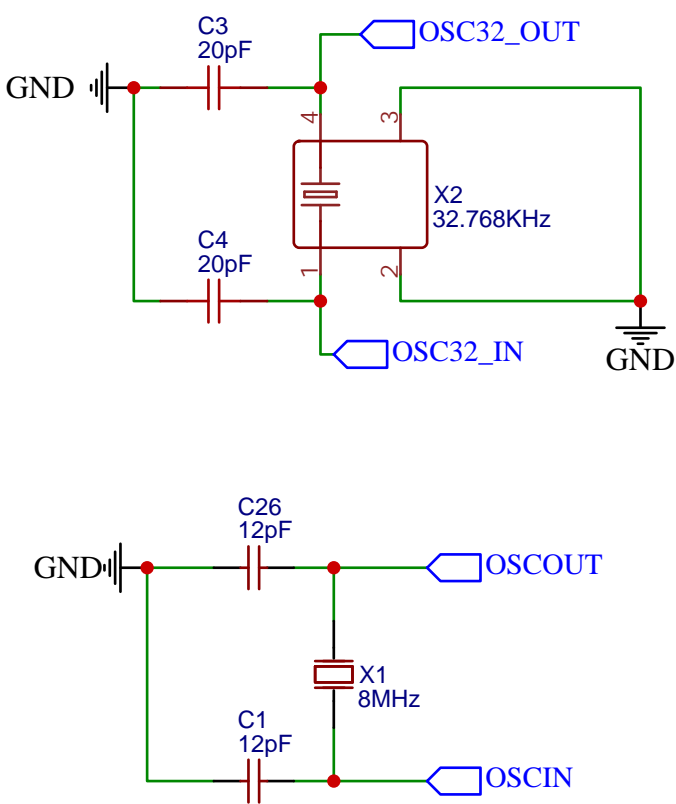 C3
20pF
OSC32_OUT
GND
4
3
X2
32.768KHz
C4
20pF
1
2
OSC32_IN
GND
C26
12pF
GND
OSCOUT
X1
8MHz
C1
12pF
OSCIN